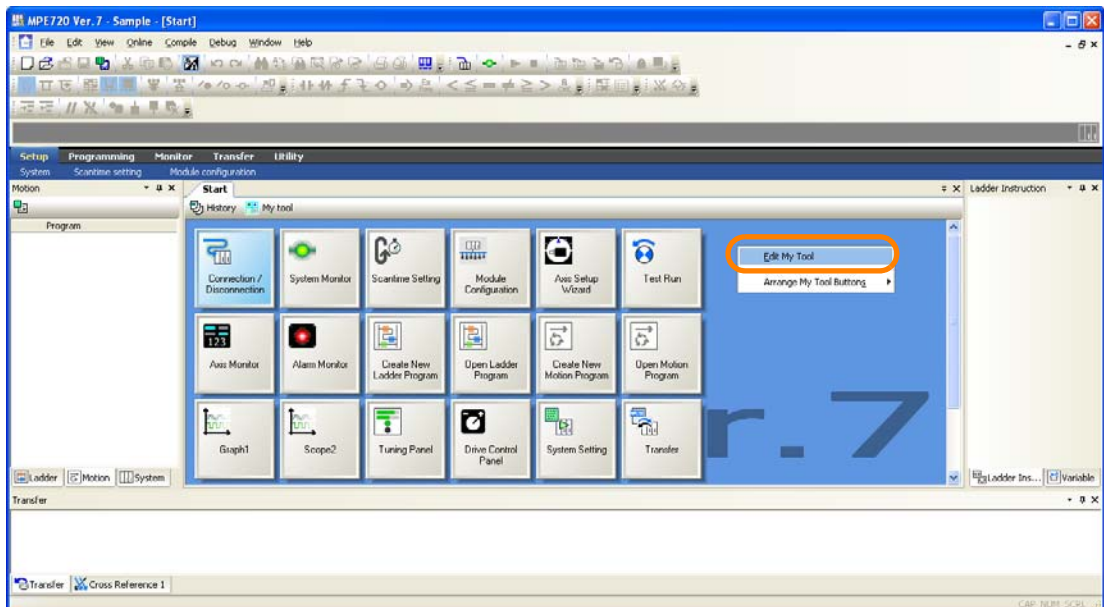 MPE720 Ver. 7 - Sample - [Start]
File Edit View Online Compile Debug Window Help
Setup Programming Monitor Transfer Utility
System Scantime setting Module configuration
Motion
Start
Ladder Instruction
History My tool
Program
Edit My Tool
Arrange My Tool Buttons
Connection / Disconnection
System Monitor
Scantime Setting
Module Configuration
Axis Setup Wizard
Test Run
123
Axis Monitor
Alarm Monitor
Create New Ladder Program
Open Ladder Program
Create New Motion Program
Open Motion Program
Graph1
Scope2
Tuning Panel
Drive Control Panel
System Setting
Transfer
r.7
Ladder Motion System
Ladder Ins... Variable
Transfer
Transfer Cross Reference 1
CAP NUM SCRL